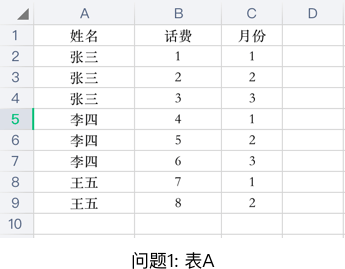 A B C D
1 姓名 话费 月份
2 张三 1 1
3 张三 2 2
4 张三 3 3
5 李四 4 1
6 李四 5 2
7 李四 6 3
8 王五 7 1
9 王五 8 2
10
问题1: 表A